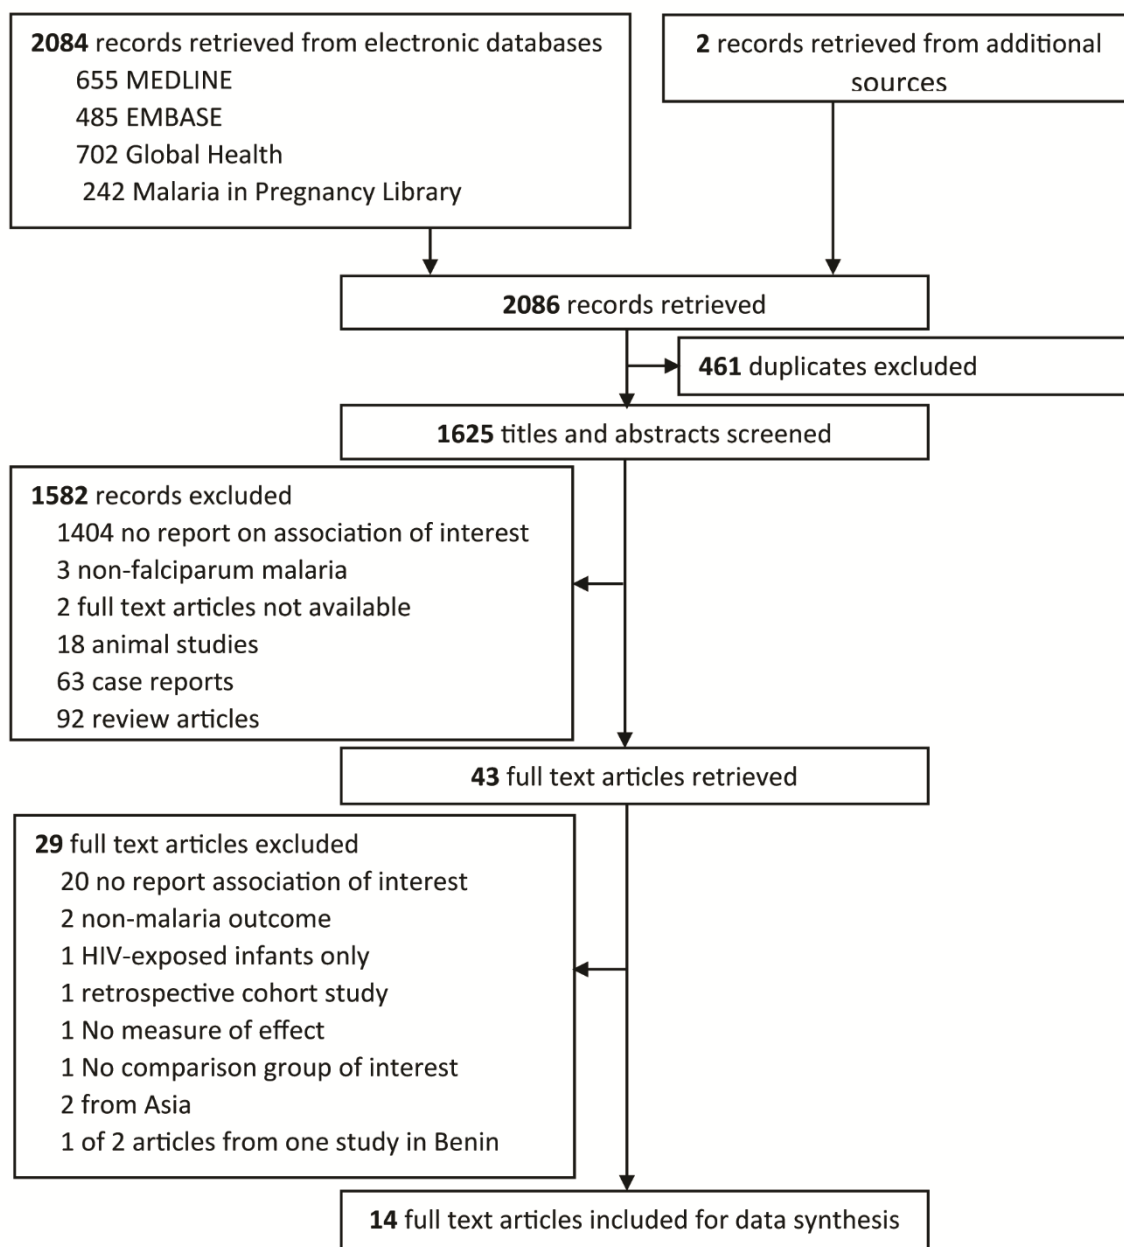 2084 records retrieved from electronic databases
655 MEDLINE
485 EMBASE
702 Global Health
242 Malaria in Pregnancy Library
2 records retrieved from additional
sources
2086 records retrieved
461 duplicates excluded
1625 titles and abstracts screened
1582 records excluded
1404 no report on association of interest
3 non-falciparum malaria
2 full text articles not available
18 animal studies
63 case reports
92 review articles
43 full text articles retrieved
29 full text articles excluded
20 no report association of interest
2 non-malaria outcome
1 HIV-exposed infants only
1 retrospective cohort study
1 No measure of effect
1 No comparison group of interest
2 from Asia
1 of 2 articles from one study in Benin
14 full text articles included for data synthesis